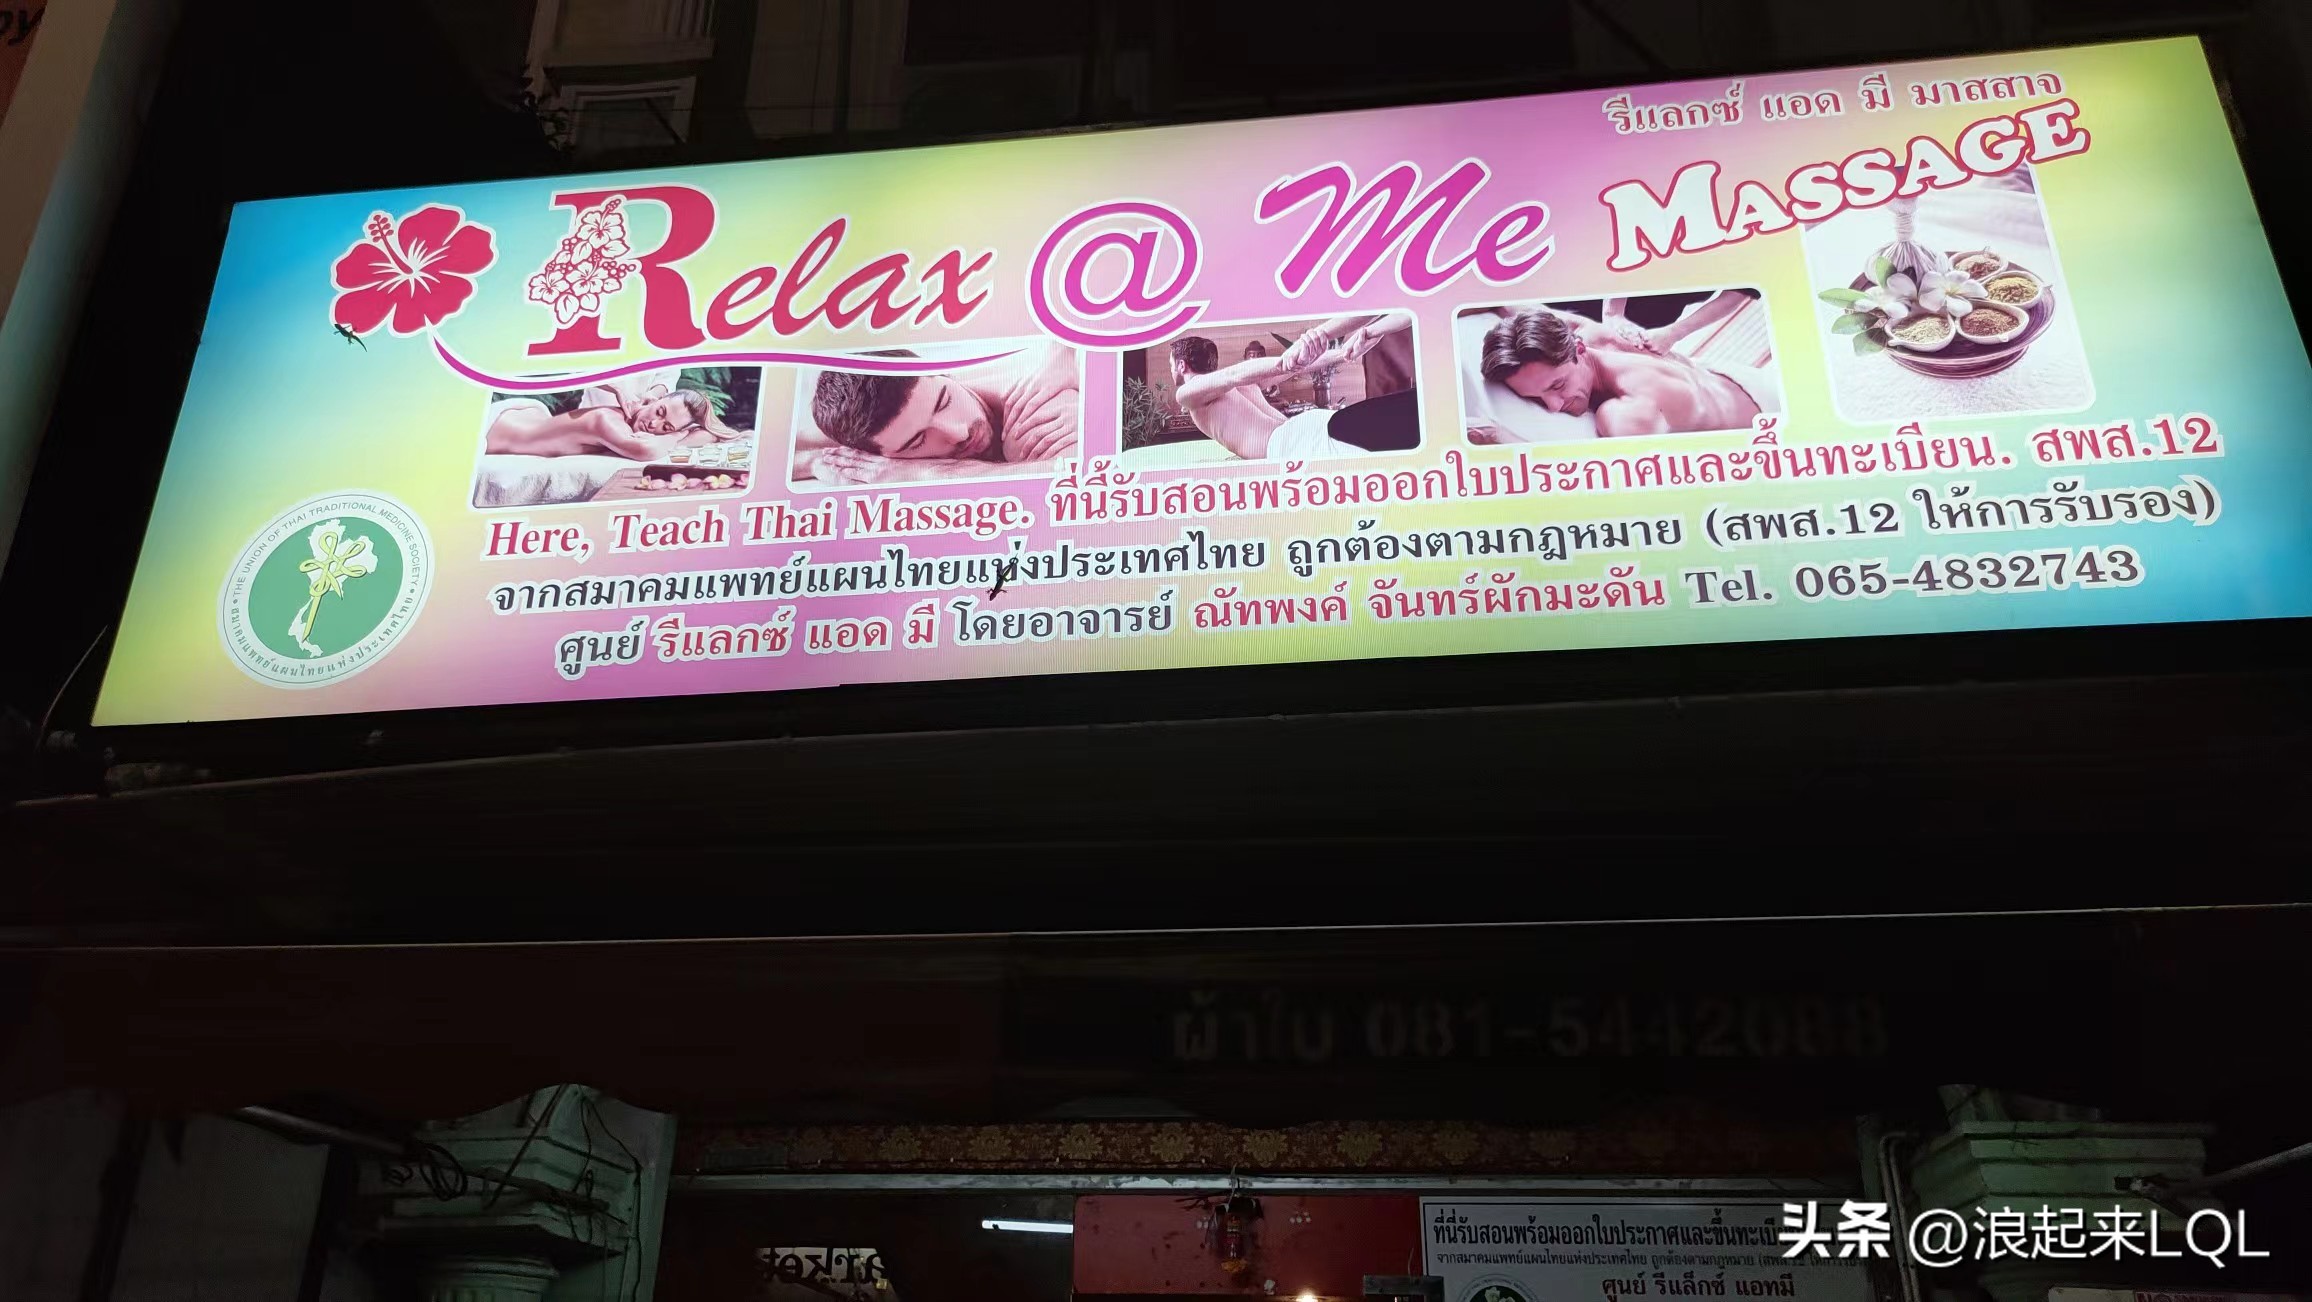 รีแลกซ์ แอด มี มาสสาจ
Relax @ Me MASSAGE
Here, Teach Thai Massage. ที่นี้รับสอนพร้อมออกใบประกาศและขึ้นทะเบียน. สพส.12
จากสมาคมแพทย์แผนไทยแห่งประเทศไทย ถูกต้องตามกฎหมาย (สพส.12 ให้การรับรอง)
ศูนย์ รีแลกซ์ แอด มี โดยอาจารย์ ณัทพงค์ จันทร์ผักมะดัน Tel. 065-4832743
THE UNION OF THAI TRADITIONAL MEDICINE SOCIETY
สมาคมแพทย์แผนไทยแห่งประเทศไทย
ผ้าใบ 081-5442088
ที่นี่รับสอนพร้อมออกใบประกาศและขึ้นทะเบี
จากสมาคมแพทย์แผนไทยแห่งประเทศไทย ถูกต้องตามกฎหมาย (สพส.12
ศูนย์ รีแล็กซ์ แอทมี
头条 @浪起来LQL